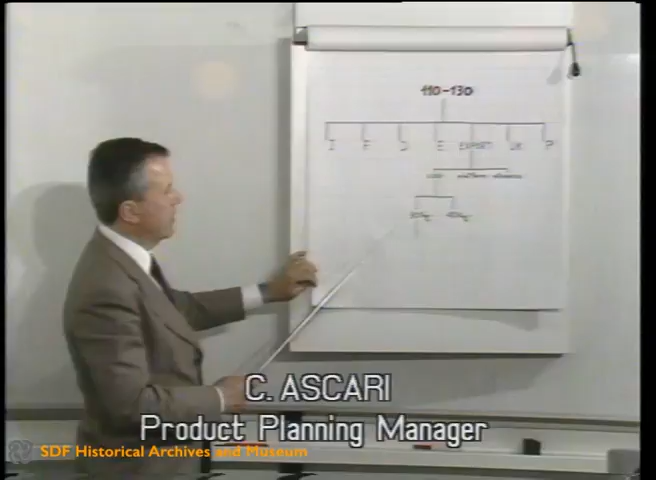 110-130
I F D E EXPORT UK P
C. ASCARI
Product Planning Manager
SDF Historical Archives and Museum